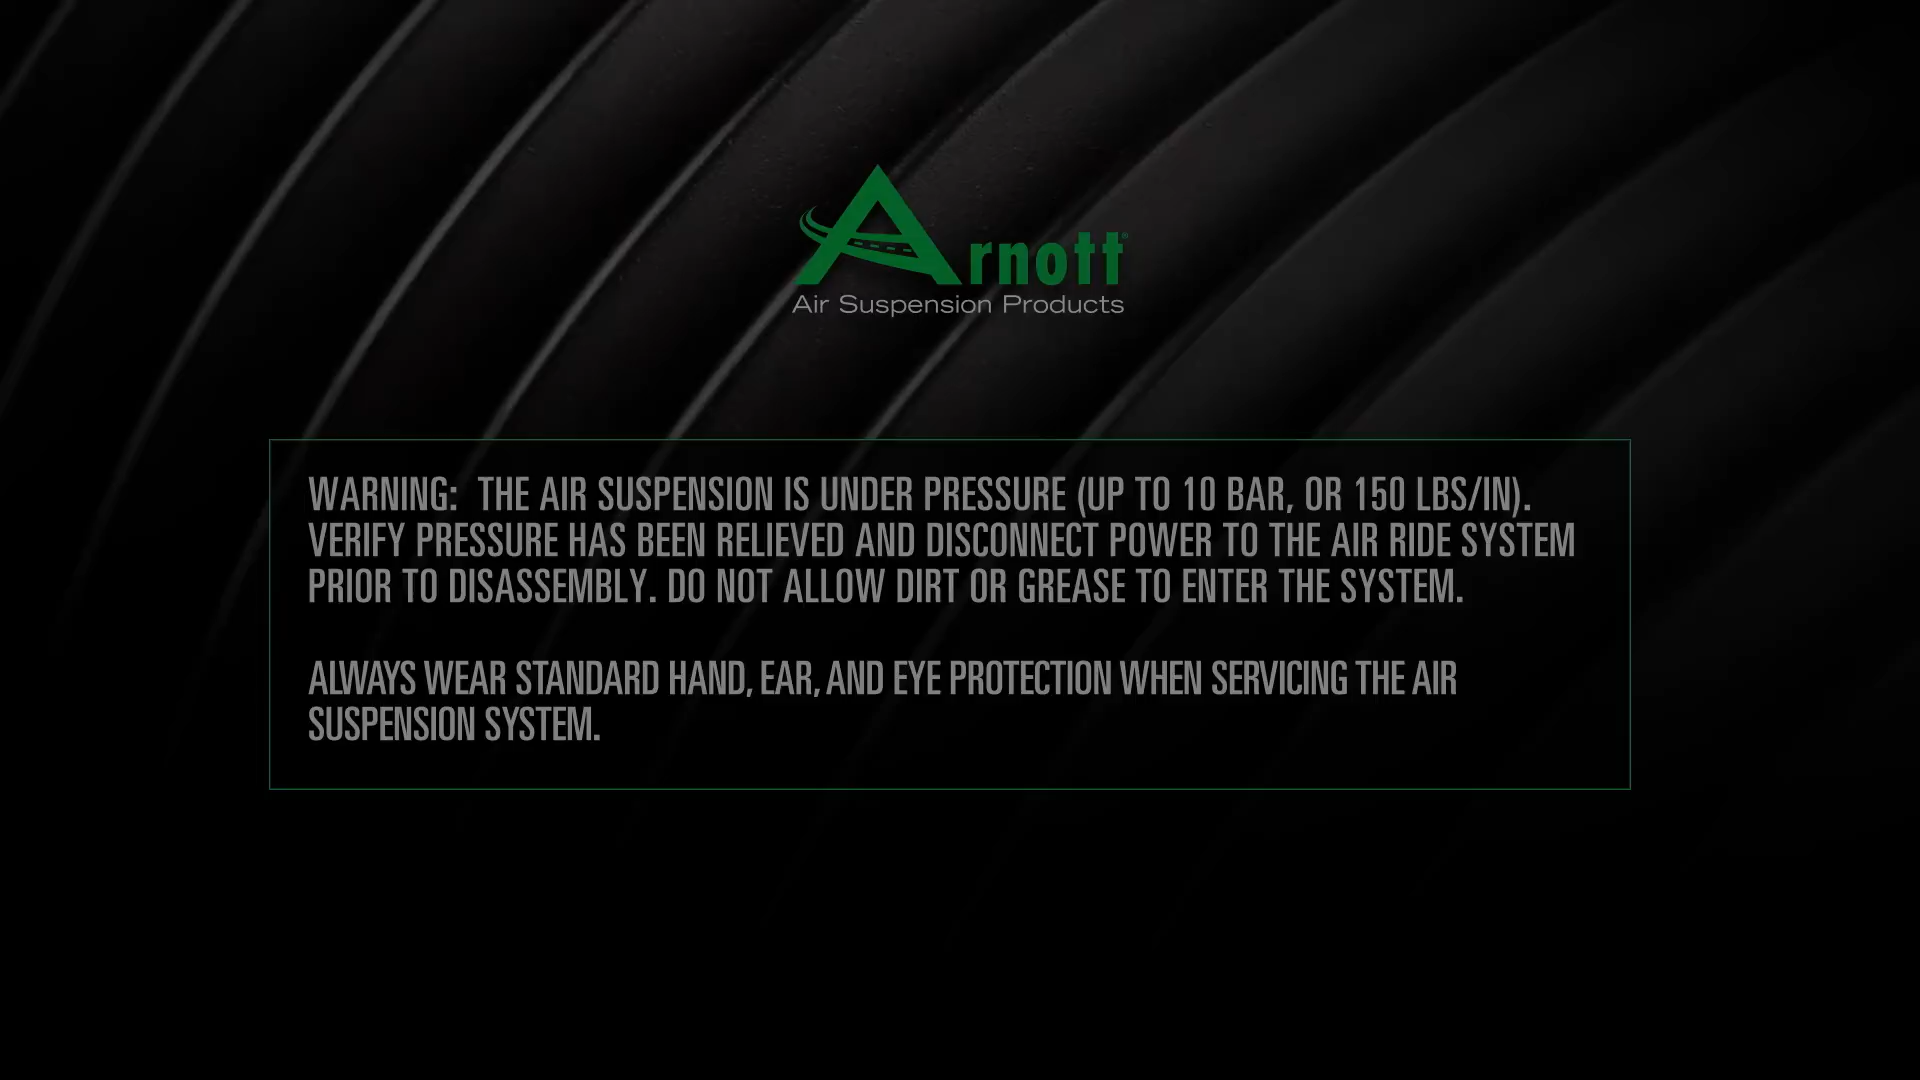 Arnott®
Air Suspension Products
WARNING:  THE AIR SUSPENSION IS UNDER PRESSURE (UP TO 10 BAR, OR 150 LBS/IN).
VERIFY PRESSURE HAS BEEN RELIEVED AND DISCONNECT POWER TO THE AIR RIDE SYSTEM
PRIOR TO DISASSEMBLY. DO NOT ALLOW DIRT OR GREASE TO ENTER THE SYSTEM.
ALWAYS WEAR STANDARD HAND, EAR, AND EYE PROTECTION WHEN SERVICING THE AIR
SUSPENSION SYSTEM.